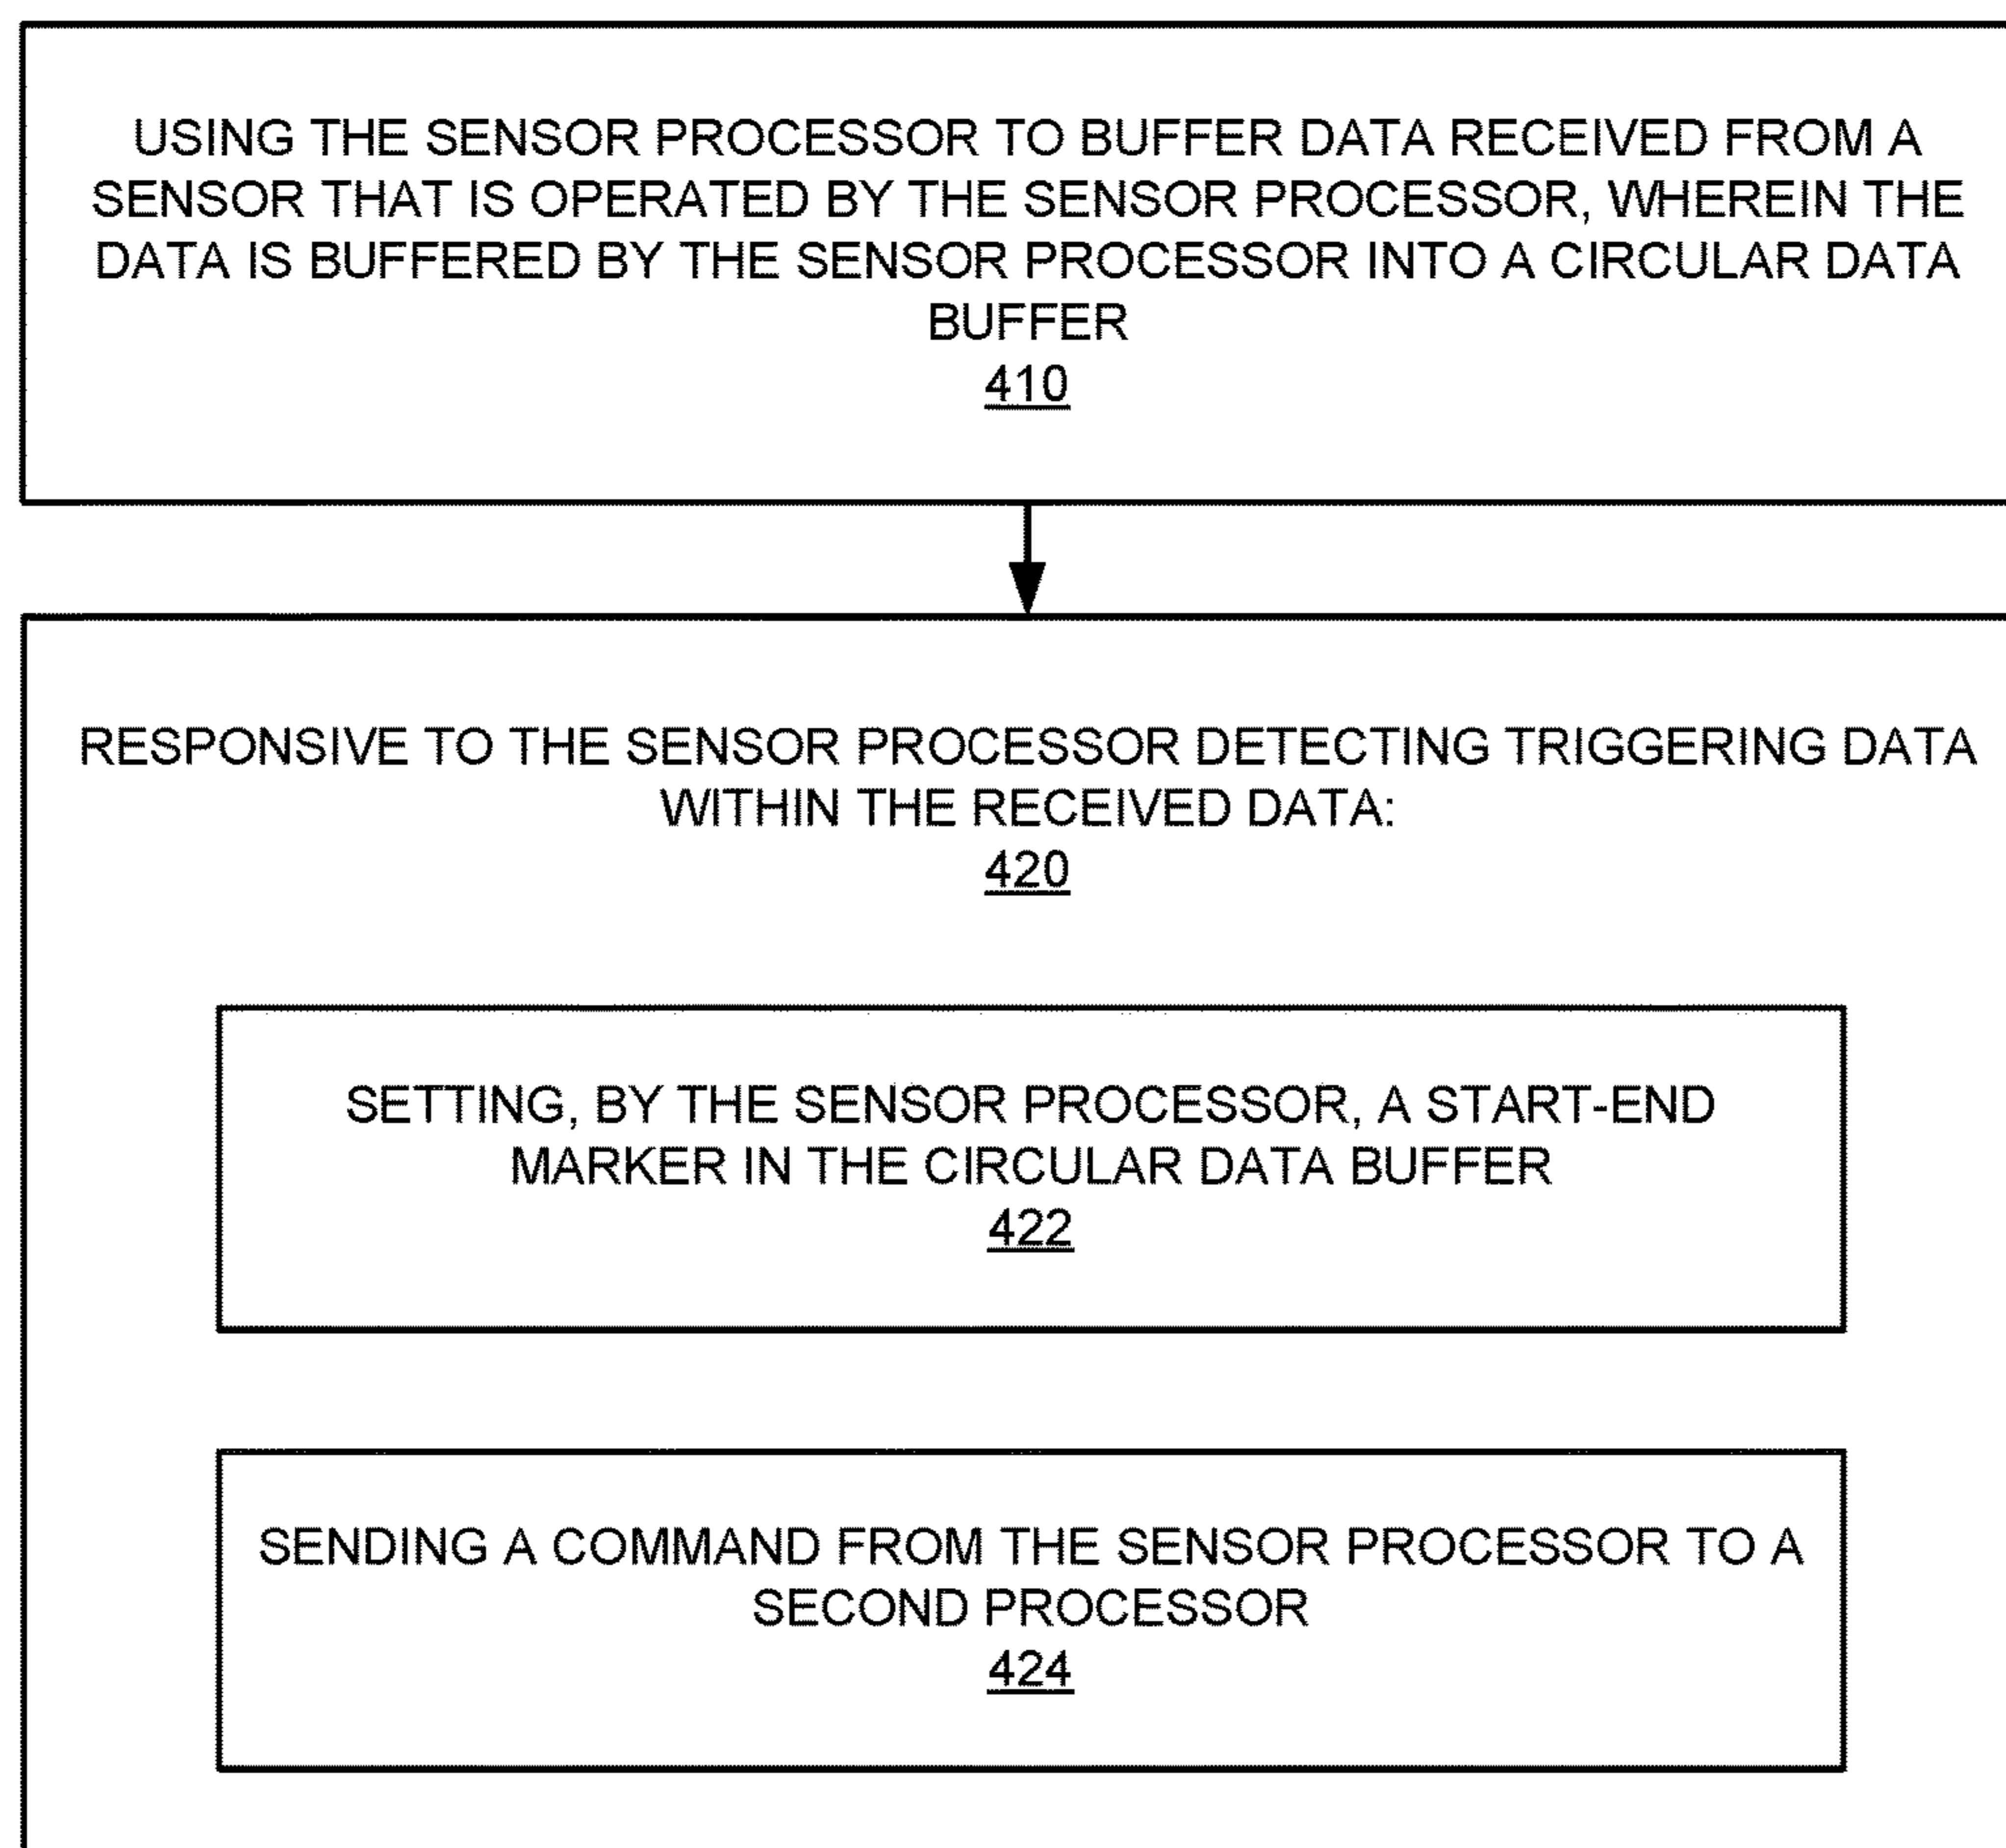 USING THE SENSOR PROCESSOR TO BUFFER DATA RECEIVED FROM A
SENSOR THAT IS OPERATED BY THE SENSOR PROCESSOR, WHEREIN THE
DATA IS BUFFERED BY THE SENSOR PROCESSOR INTO A CIRCULAR DATA
BUFFER
410
RESPONSIVE TO THE SENSOR PROCESSOR DETECTING TRIGGERING DATA
WITHIN THE RECEIVED DATA:
420
SETTING, BY THE SENSOR PROCESSOR, A START-END
MARKER IN THE CIRCULAR DATA BUFFER
422
SENDING A COMMAND FROM THE SENSOR PROCESSOR TO A
SECOND PROCESSOR
424